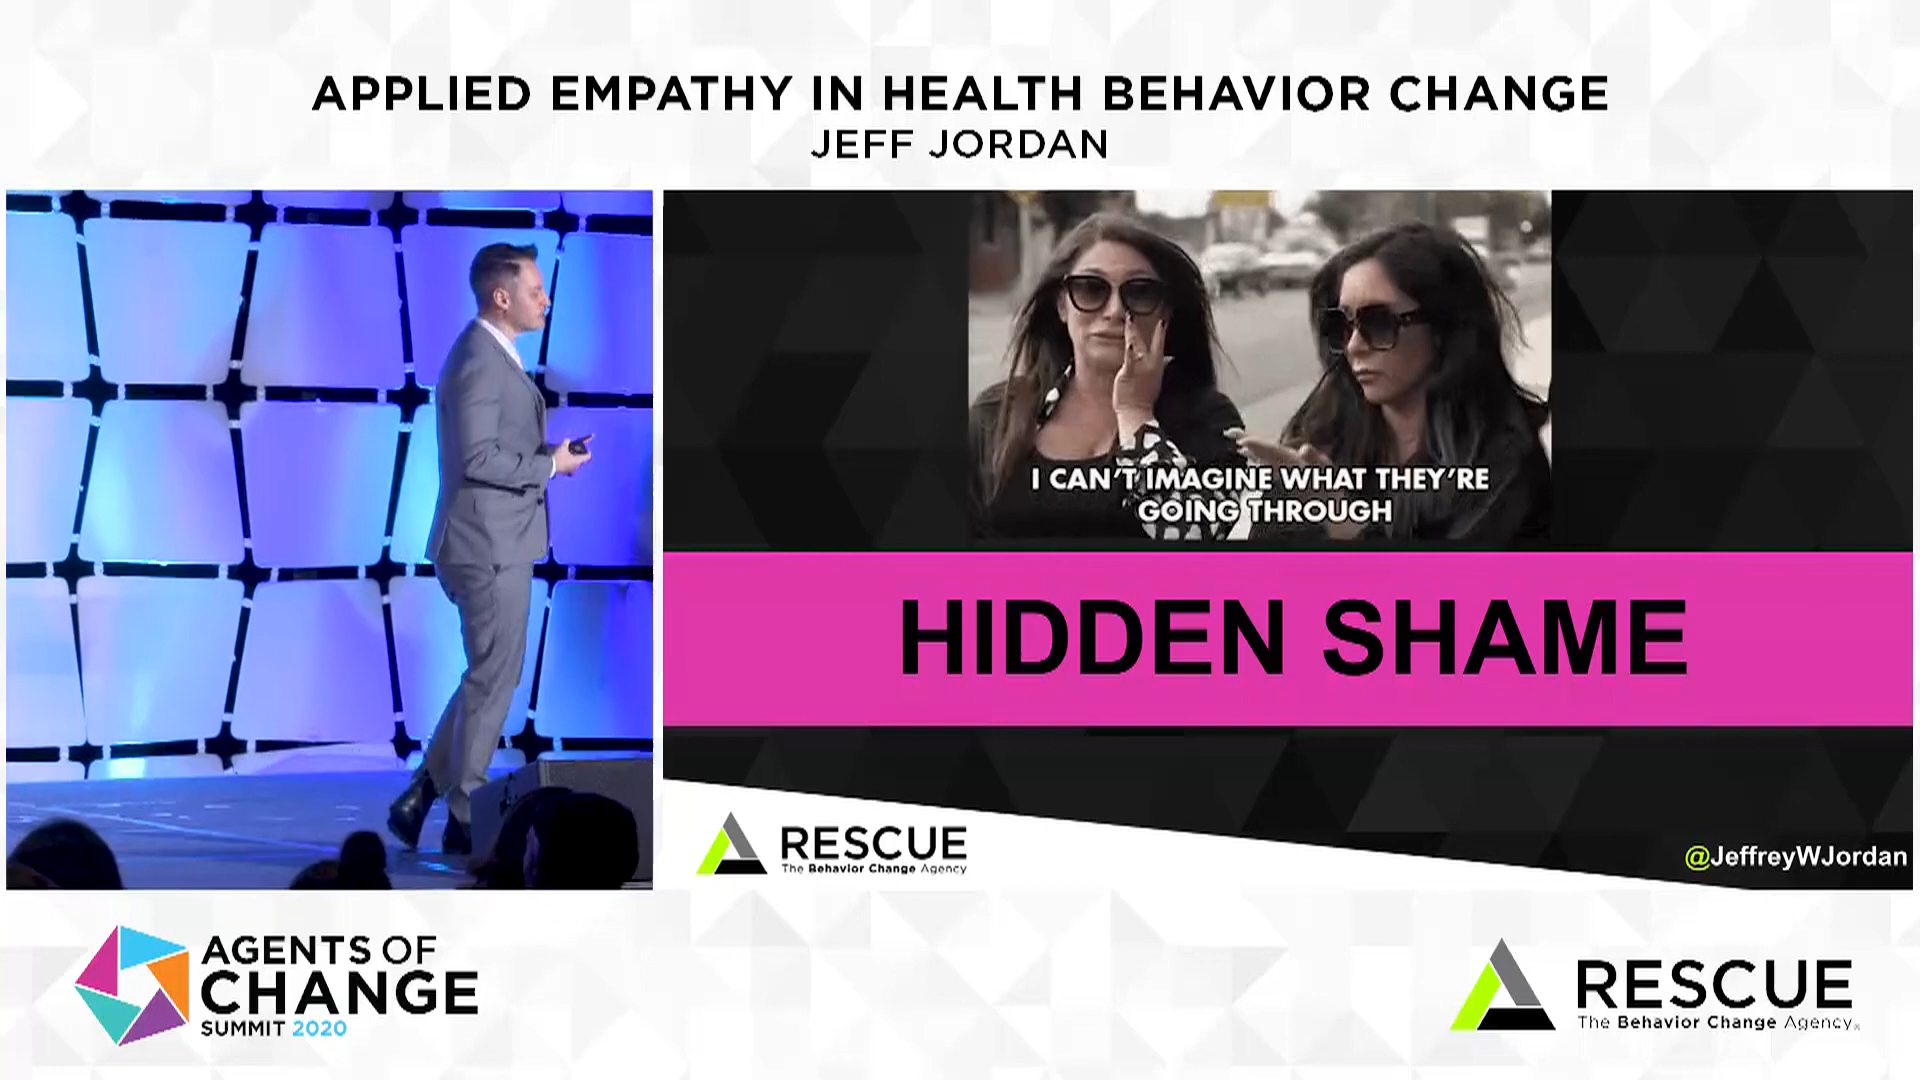 APPLIED EMPATHY IN HEALTH BEHAVIOR CHANGE
JEFF JORDAN
I CAN'T IMAGINE WHAT THEY'RE
GOING THROUGH
HIDDEN SHAME
RESCUE
The Behavior Change Agency
@JeffreyWJordan
AGENTS OF
CHANGE
SUMMIT 2020
RESCUE
The Behavior Change Agency